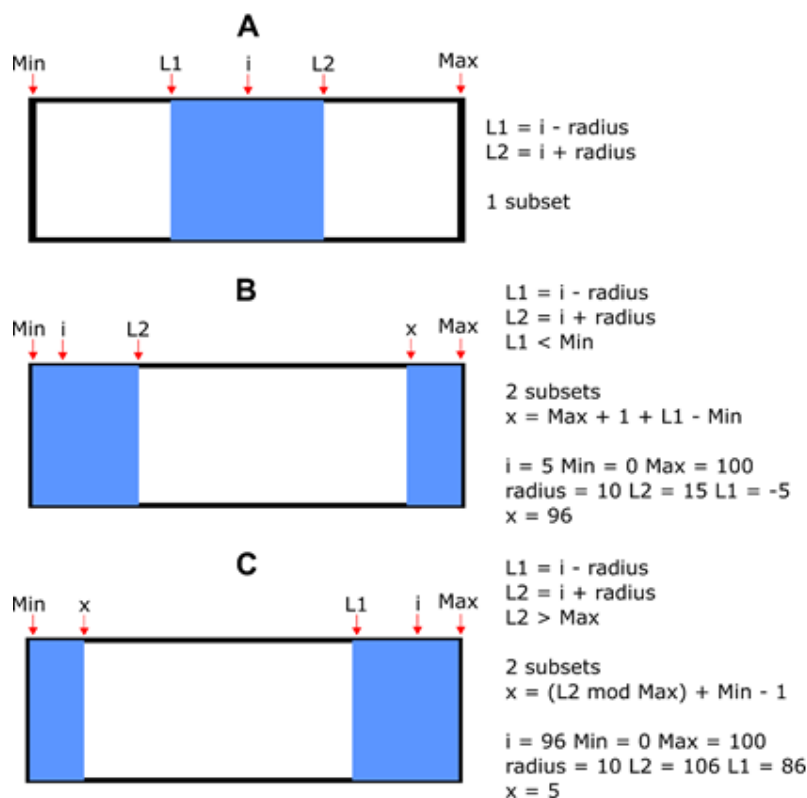 A
Min L1 i L2 Max
L1 = i - radius
L2 = i + radius
1 subset
B
Min i L2 x Max
L1 = i - radius
L2 = i + radius
L1 < Min
2 subsets
x = Max + 1 + L1 - Min
i = 5 Min = 0 Max = 100
radius = 10 L2 = 15 L1 = -5
x = 96
C
Min x L1 i Max
L1 = i - radius
L2 = i + radius
L2 > Max
2 subsets
x = (L2 mod Max) + Min - 1
i = 96 Min = 0 Max = 100
radius = 10 L2 = 106 L1 = 86
x = 5